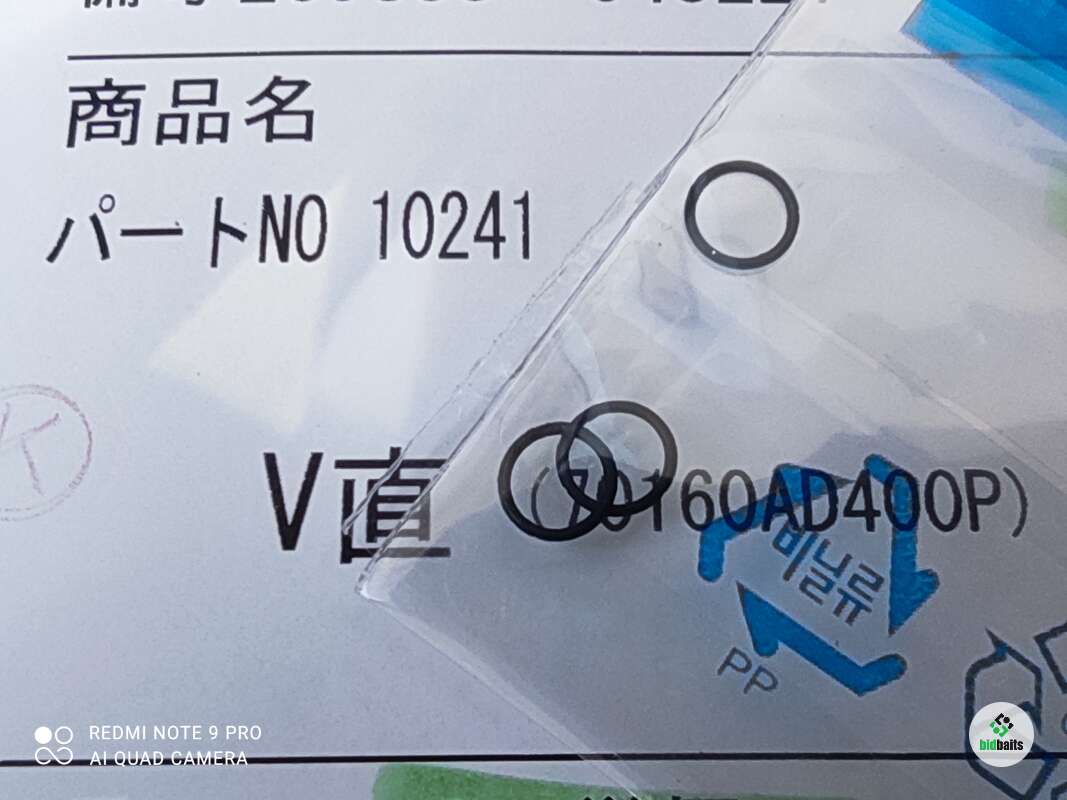 商品名
パートNO 10241
K
V直 (70160AD400P)
비닐류
PP
REDMI NOTE 9 PRO
AI QUAD CAMERA
bidbaits